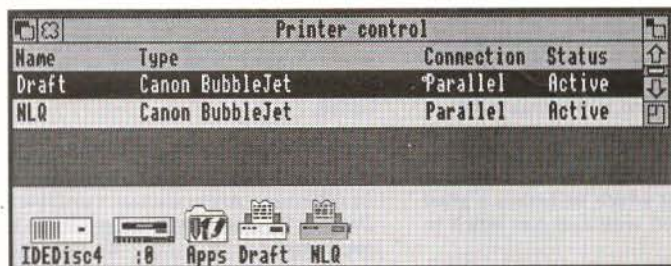 Printer control
Name Type Connection Status
Draft Canon BubbleJet Parallel Active
NLQ Canon BubbleJet Parallel Active
IDEDisc4 :0 Apps Draft NLQ